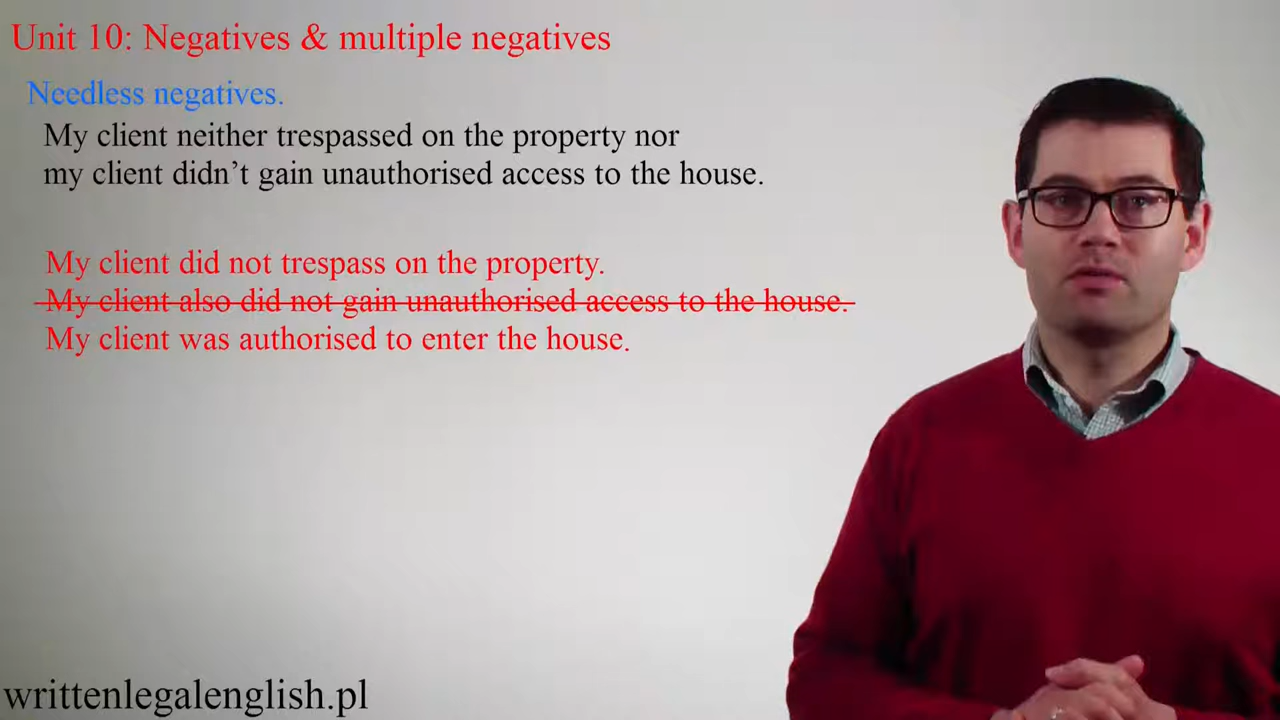 Unit 10: Negatives & multiple negatives
Needless negatives.
My client neither trespassed on the property nor
my client didn’t gain unauthorised access to the house.
My client did not trespass on the property.
My client also did not gain unauthorised access to the house.
My client was authorised to enter the house.
writtenlegalenglish.pl